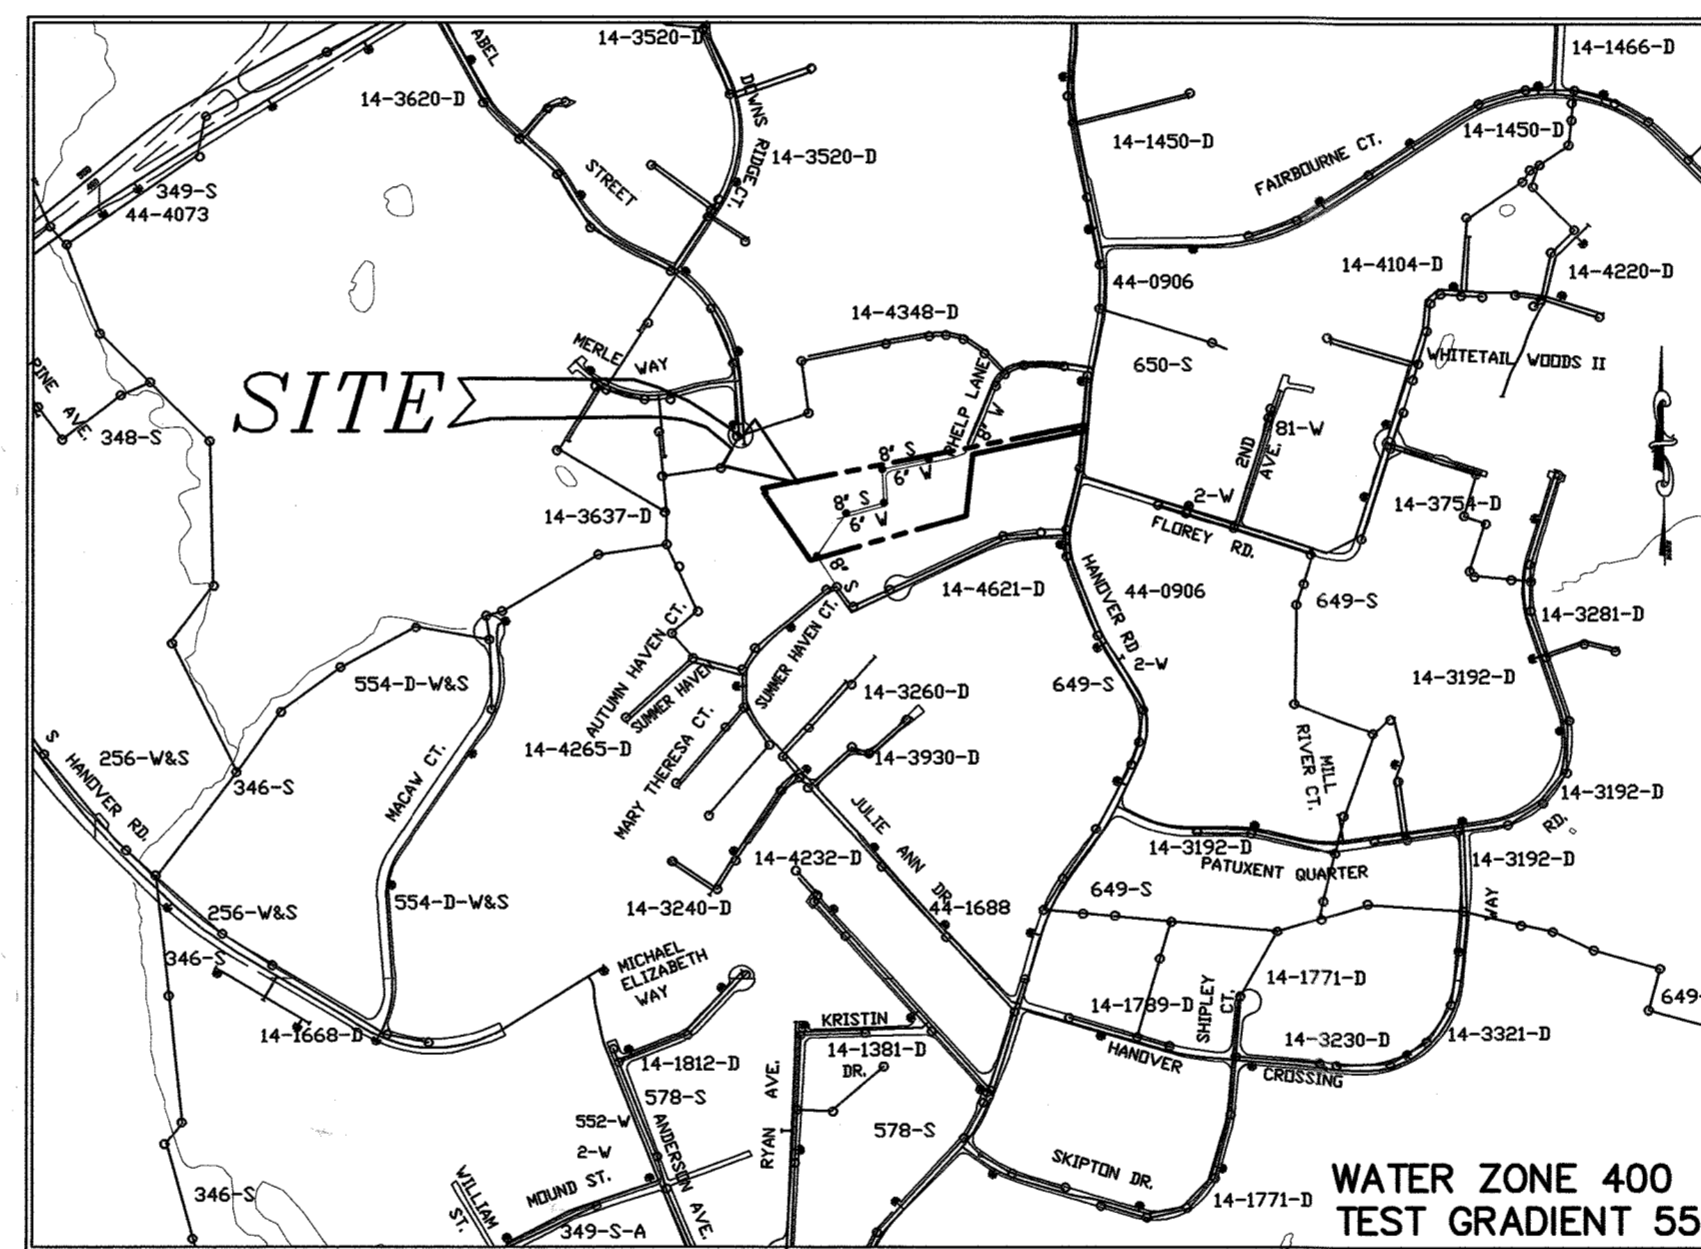 ABEL
14-3520-D
14-1466-D
14-3620-D
DOWNS RIDGE CT.
14-1450-D
14-1450-D
FAIRBOURNE CT.
14-3520-D
STREET
349-S
44-4073
14-4104-D
14-4220-D
44-0906
14-4348-D
MERLE WAY
650-S
WHITETAIL WOODS II
PINE AVE.
SITE
WHELP LANE
8" W
2ND AVE.
81-W
348-S
8" S
6" W
14-3637-D
8" S
6" W
2-W
14-3754-D
FLOREY RD.
8" S
HANOVER RD
14-4621-D
44-0906
649-S
14-3281-D
AUTUMN HAVEN CT.
SUMMER HAVEN
SUMMER HAVEN CT.
2-W
554-D-W&S
14-3260-D
649-S
14-3192-D
S HANOVER RD.
256-W&S
346-S
MACAW CT.
14-4265-D
MARY THERESA CT.
14-3930-D
MILL RIVER CT.
14-3192-D
RD.
JULIE ANN DR.
14-4232-D
14-3192-D
PATUXENT QUARTER
14-3192-D
256-W&S
554-D-W&S
14-3240-D
44-1688
649-S
WAY
346-S
MICHAEL
ELIZABETH
WAY
14-1771-D
649-
14-1789-D
SHIPLEY CT.
14-1668-D
KRISTIN
14-1381-D
DR.
14-1812-D
HANOVER
14-3230-D
CROSSING
14-3321-D
578-S
552-W
2-W
ANDERSON AVE.
RYAN AVE.
578-S
SKIPTON DR.
346-S
WILLIAM ST.
MOUND ST.
349-S-A
14-1771-D
WATER ZONE 400
TEST GRADIENT 55